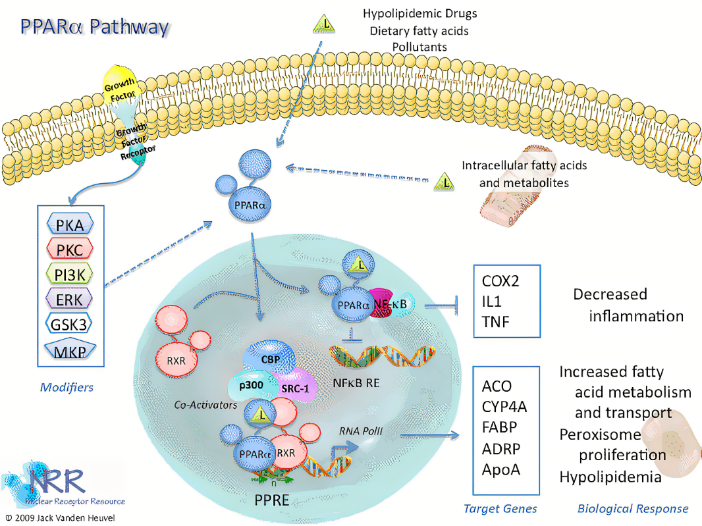 PPARα Pathway
L
Hypolipidemic Drugs
Dietary fatty acids
Pollutants
Growth
Factor
Growth
Factor
Receptor
L
Intracellular fatty acids
and metabolites
PPARα
PKA
PKC
PI3K
ERK
GSK3
MKP
Modifiers
L
PPARα
NF-κB
NFκB RE
COX2
IL1
TNF
Decreased
inflammation
RXR
CBP
p300
SRC-1
Co-Activators
L
PPARα
RXR
RNA PolII
n
PPRE
ACO
CYP4A
FABP
ADRP
ApoA
Target Genes
Increased fatty
acid metabolism
and transport
Peroxisome
proliferation
Hypolipidemia
Biological Response
NRR
Nuclear Receptor Resource
© 2009 Jack Vanden Heuvel